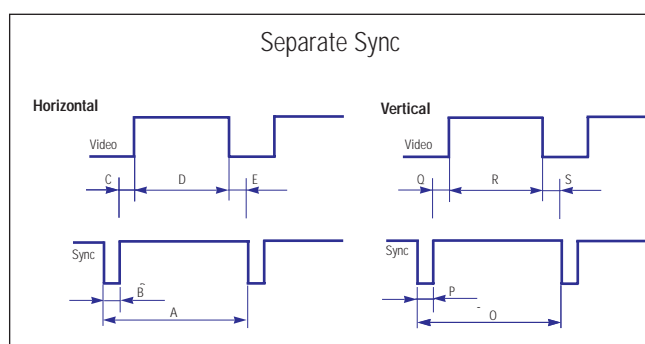 Separate Sync
Horizontal
Vertical
Video
Video
C D E
Q R S
Sync
Sync
B
P
A
O